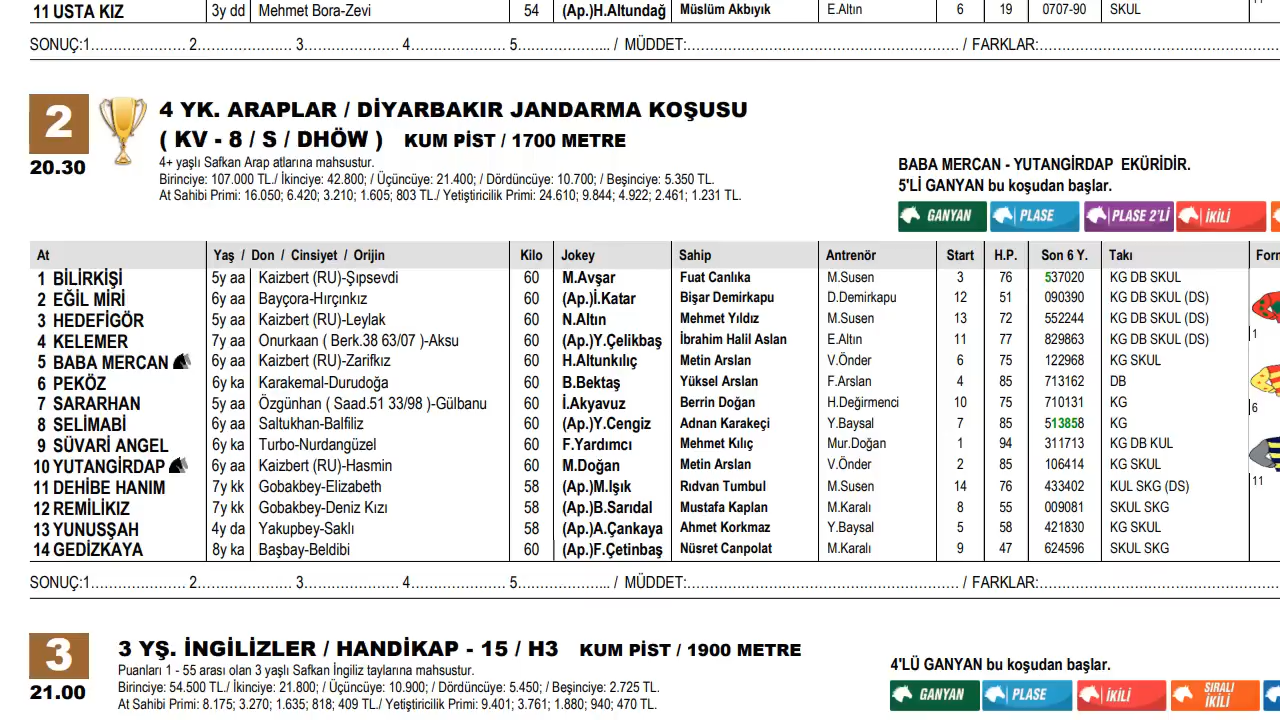 11 USTA KIZ 3y dd Mehmet Bora-Zevi 54 (Ap.)H.Altundağ Müslüm Akbıyık E.Altın 6 19 0707-90 SKUL
SONUÇ:1...................... 2......................... 3......................... 4......................... 5..................... / MÜDDET:............................................................... / FARKLAR:........................................................
2
20.30
4 YK. ARAPLAR / DİYARBAKIR JANDARMA KOŞUSU
( KV - 8 / S / DHÖW ) KUM PİST / 1700 METRE
4+ yaşlı Safkan Arap atlarına mahsustur.
Birinciye: 107.000 TL./ İkinciye: 42.800; / Üçüncüye: 21.400; / Dördüncüye: 10.700; / Beşinciye: 5.350 TL.
At Sahibi Primi: 16.050; 6.420; 3.210; 1.605; 803 TL./ Yetiştiricilik Primi: 24.610; 9.844; 4.922; 2.461; 1.231 TL.
BABA MERCAN - YUTANGİRDAP EKÜRİDİR.
5'Lİ GANYAN bu koşudan başlar.
GANYAN PLASE PLASE 2'Lİ İKİLİ
At Yaş / Don / Cinsiyet / Orijin Kilo Jokey Sahip Antrenör Start H.P. Son 6 Y. Takı Form
1 BİLİRKİŞİ 5y aa Kaizbert (RU)-Şıpsevdi 60 M.Avşar Fuat Canlıka M.Susen 3 76 537020 KG DB SKUL
2 EĞİL MİRİ 6y aa Bayçora-Hırçınkız 60 (Ap.)İ.Katar Bişar Demirkapu D.Demirkapu 12 51 090390 KG DB SKUL (DS)
3 HEDEFİGÖR 5y aa Kaizbert (RU)-Leylak 60 N.Altın Mehmet Yıldız M.Susen 13 72 552244 KG DB SKUL (DS)
4 KELEMER 7y aa Onurkaan ( Berk.38 63/07 )-Aksu 60 (Ap.)Y.Çelikbaş İbrahim Halil Aslan E.Altın 11 77 829863 KG DB SKUL (DS)
1
5 BABA MERCAN 6y aa Kaizbert (RU)-Zarifkız 60 H.Altunkılıç Metin Arslan V.Önder 6 75 122968 KG SKUL
6 PEKÖZ 6y ka Karakemal-Durudoğa 60 B.Bektaş Yüksel Arslan F.Arslan 4 85 713162 DB
7 SARARHAN 5y aa Özgünhan ( Saad.51 33/98 )-Gülbanu 60 İ.Akyavuz Berrin Doğan H.Değirmenci 10 75 710131 KG
6
8 SELİMABİ 6y aa Saltukhan-Balfiliz 60 (Ap.)Y.Cengiz Adnan Karakeçi Y.Baysal 7 85 513858 KG
9 SÜVARİ ANGEL 6y ka Turbo-Nurdangüzel 60 F.Yardımcı Mehmet Kılıç Mur.Doğan 1 94 311713 KG DB KUL
10 YUTANGİRDAP 6y aa Kaizbert (RU)-Hasmin 60 M.Doğan Metin Arslan V.Önder 2 85 106414 KG SKUL
11 DEHİBE HANIM 7y kk Gobakbey-Elizabeth 58 (Ap.)M.Işık Rıdvan Tumbul M.Susen 14 76 433402 KUL SKG (DS)
11
12 REMİLİKIZ 7y kk Gobakbey-Deniz Kızı 58 (Ap.)B.Sarıdal Mustafa Kaplan M.Karalı 8 55 009081 SKUL SKG
13 YUNUSŞAH 4y da Yakupbey-Saklı 58 (Ap.)A.Çankaya Ahmet Korkmaz Y.Baysal 5 58 421830 KG SKUL
14 GEDİZKAYA 8y ka Başbay-Beldibi 60 (Ap.)F.Çetinbaş Nüsret Canpolat M.Karalı 9 47 624596 SKUL SKG
SONUÇ:1...................... 2......................... 3......................... 4......................... 5..................... / MÜDDET:............................................................... / FARKLAR:........................................................
3
21.00
3 YŞ. İNGİLİZLER / HANDİKAP - 15 / H3 KUM PİST / 1900 METRE
Puanları 1 - 55 arası olan 3 yaşlı Safkan İngiliz taylarına mahsustur.
Birinciye: 54.500 TL./ İkinciye: 21.800; / Üçüncüye: 10.900; / Dördüncüye: 5.450; / Beşinciye: 2.725 TL.
At Sahibi Primi: 8.175; 3.270; 1.635; 818; 409 TL./ Yetiştiricilik Primi: 9.401; 3.761; 1.880; 940; 470 TL.
4'LÜ GANYAN bu koşudan başlar.
GANYAN PLASE İKİLİ SIRALI İKİLİ